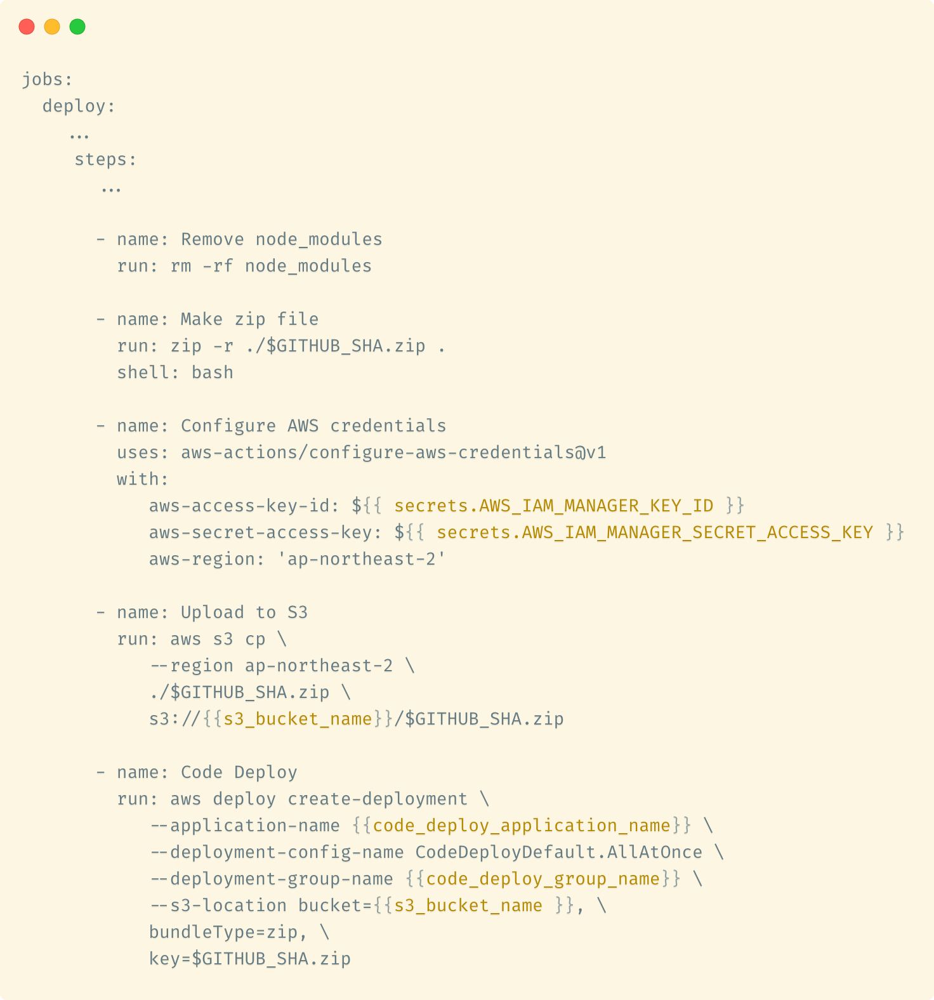 jobs:
  deploy:
     ...
     steps:
        ...

       - name: Remove node_modules
         run: rm -rf node_modules

       - name: Make zip file
         run: zip -r ./$GITHUB_SHA.zip .
         shell: bash

       - name: Configure AWS credentials
         uses: aws-actions/configure-aws-credentials@v1
         with:
            aws-access-key-id: ${{ secrets.AWS_IAM_MANAGER_KEY_ID }}
            aws-secret-access-key: ${{ secrets.AWS_IAM_MANAGER_SECRET_ACCESS_KEY }}
            aws-region: 'ap-northeast-2'

       - name: Upload to S3
         run: aws s3 cp \
            --region ap-northeast-2 \
            ./$GITHUB_SHA.zip \
            s3://{{s3_bucket_name}}/$GITHUB_SHA.zip

       - name: Code Deploy
         run: aws deploy create-deployment \
            --application-name {{code_deploy_application_name}} \
            --deployment-config-name CodeDeployDefault.AllAtOnce \
            --deployment-group-name {{code_deploy_group_name}} \
            --s3-location bucket={{s3_bucket_name }}, \
            bundleType=zip, \
            key=$GITHUB_SHA.zip